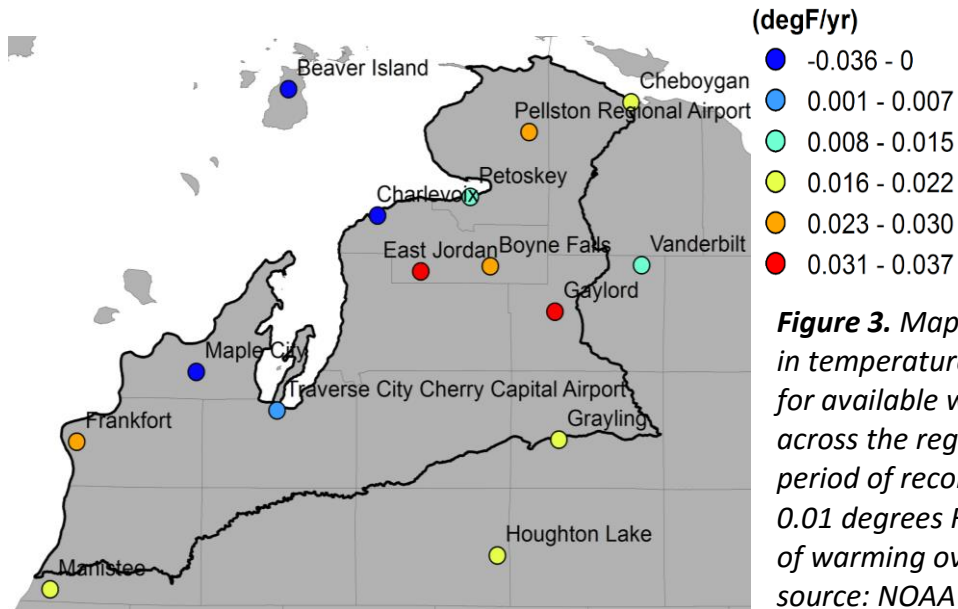 (degF/yr)
-0.036 - 0
0.001 - 0.007
0.008 - 0.015
0.016 - 0.022
0.023 - 0.030
0.031 - 0.037
Beaver Island
Cheboygan
Pellston Regional Airport
Petoskey
Charlevoix
East Jordan
Boyne Falls
Vanderbilt
Gaylord
Maple City
Traverse City Cherry Capital Airport
Frankfort
Grayling
Houghton Lake
Manistee
Figure 3. Map
in temperature
for available w
across the reg
period of reco
0.01 degrees F
of warming ov
source: NOAA